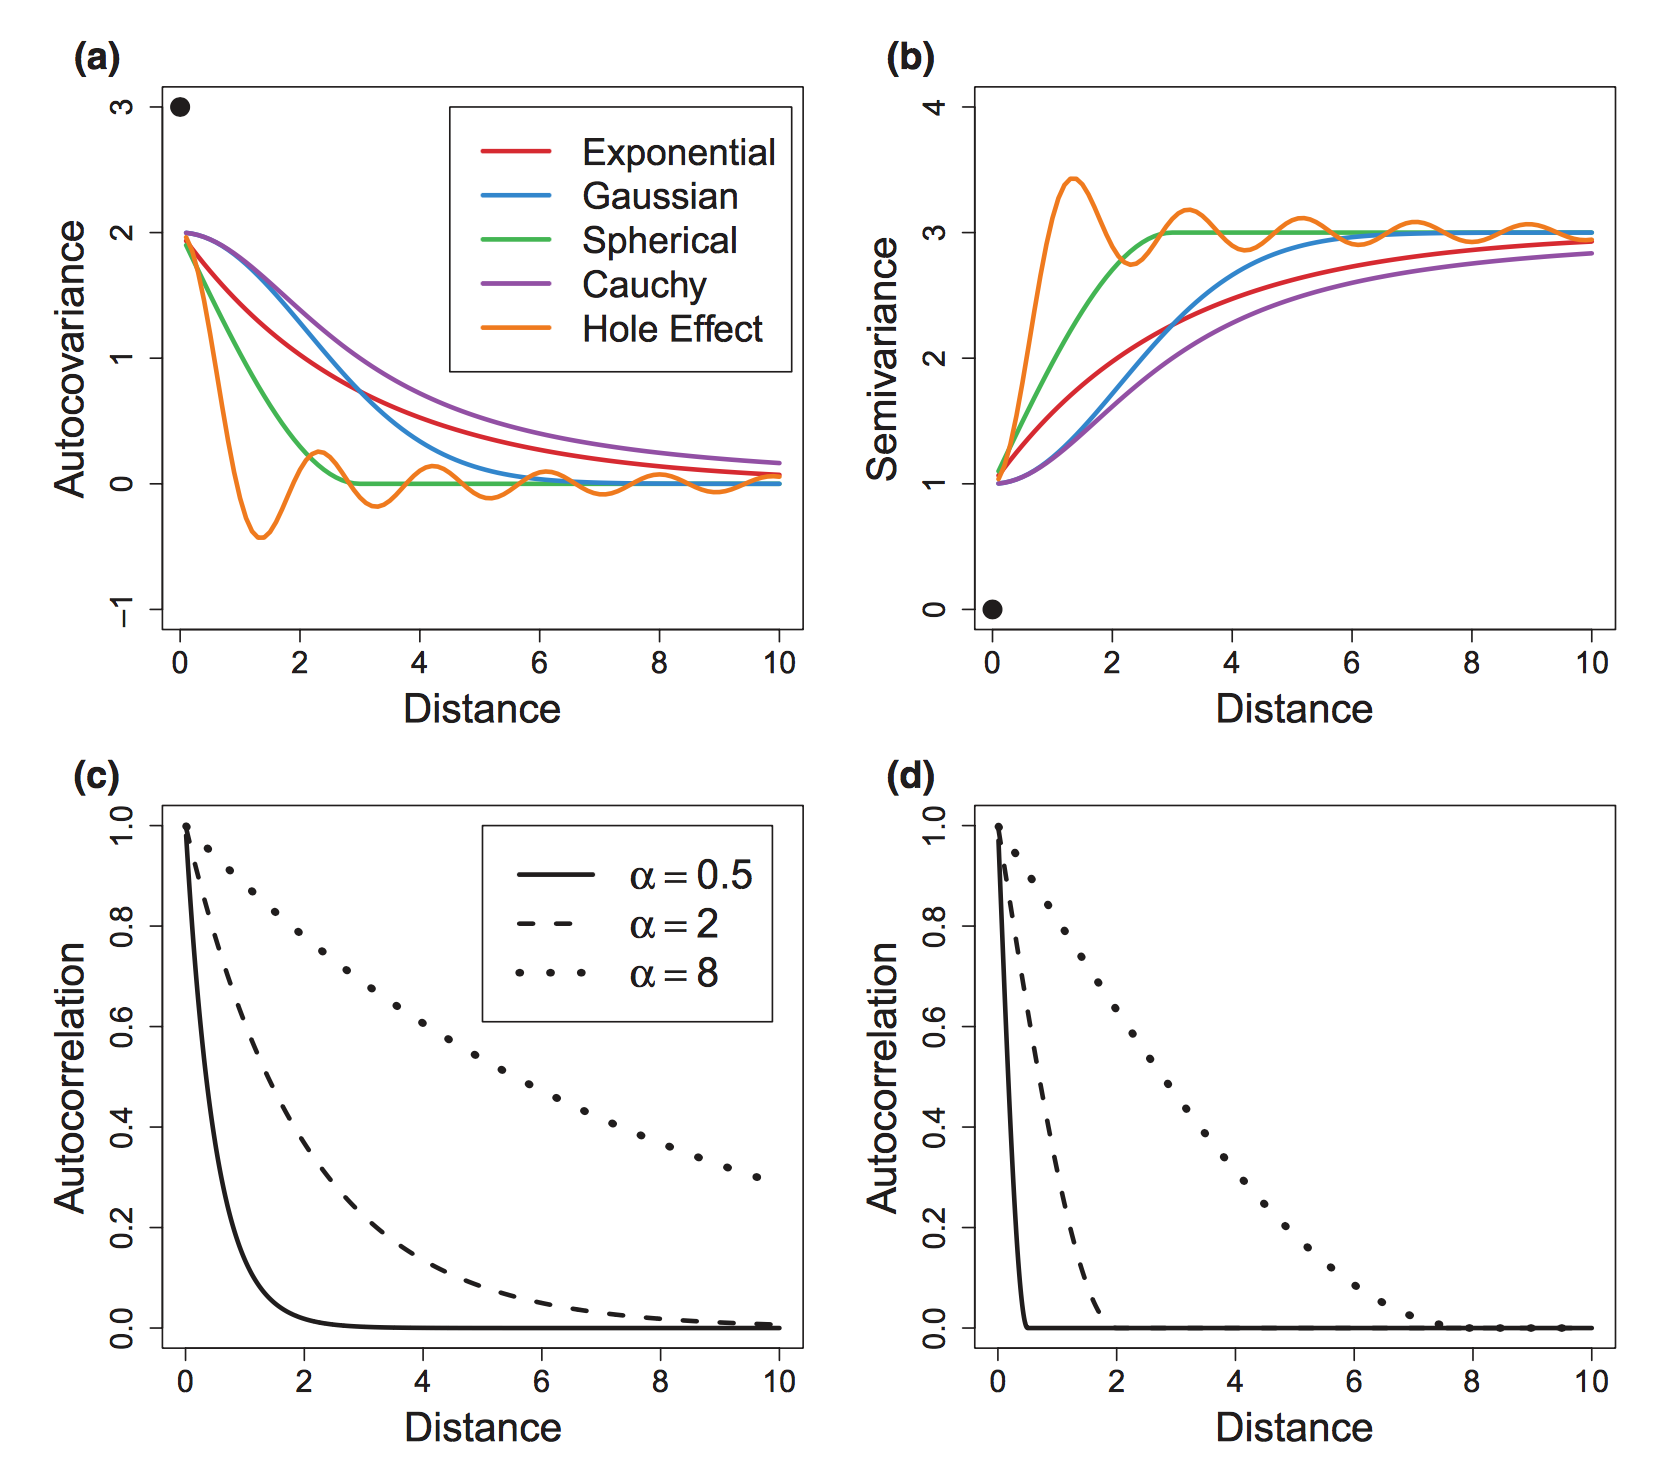 (a)
3
2
1
0
−1
Autocovariance
Exponential
Gaussian
Spherical
Cauchy
Hole Effect
0 2 4 6 8 10
Distance
(b)
4
3
2
1
0
Semivariance
0 2 4 6 8 10
Distance
(c)
1.0
0.8
0.6
0.4
0.2
0.0
Autocorrelation
α = 0.5
α = 2
α = 8
0 2 4 6 8 10
Distance
(d)
1.0
0.8
0.6
0.4
0.2
0.0
Autocorrelation
0 2 4 6 8 10
Distance